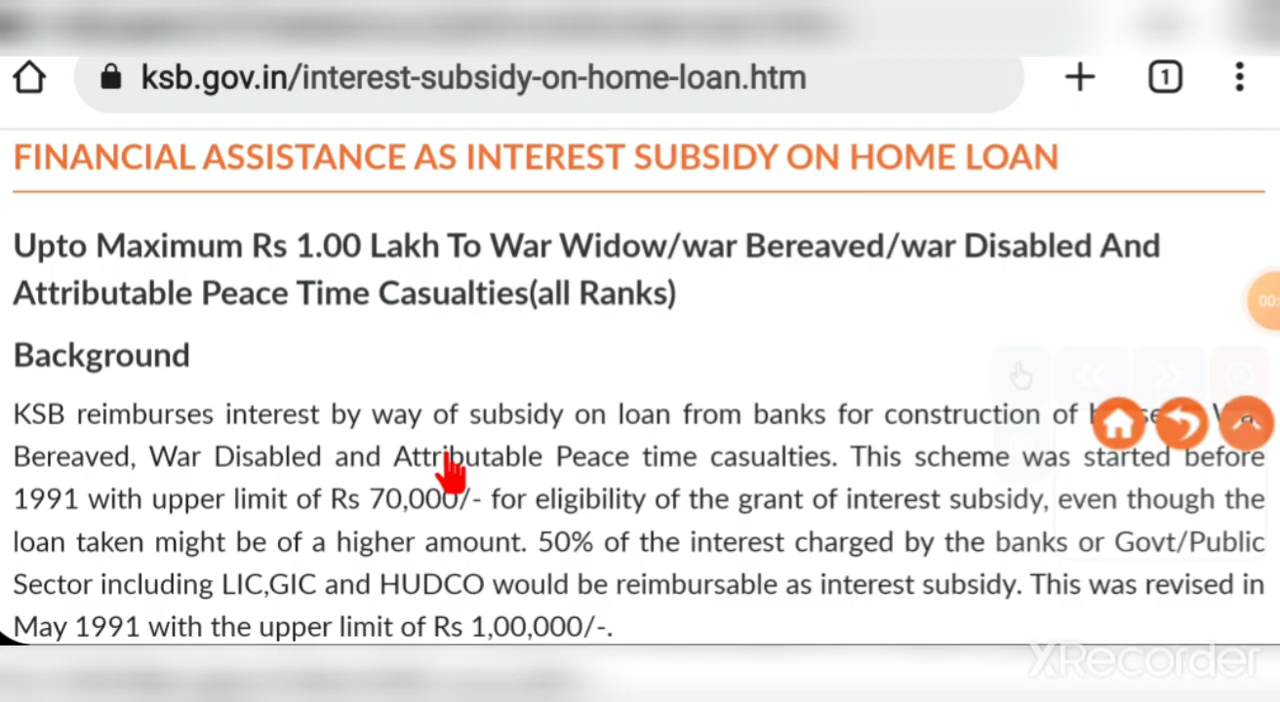 ksb.gov.in/interest-subsidy-on-home-loan.htm
1
FINANCIAL ASSISTANCE AS INTEREST SUBSIDY ON HOME LOAN
Upto Maximum Rs 1.00 Lakh To War Widow/war Bereaved/war Disabled And
Attributable Peace Time Casualties(all Ranks)
00:
Background
KSB reimburses interest by way of subsidy on loan from banks for construction of
Bereaved, War Disabled and Attributable Peace time casualties. This scheme was started before
1991 with upper limit of Rs 70,000/- for eligibility of the grant of interest subsidy, even though the
loan taken might be of a higher amount. 50% of the interest charged by the banks or Govt/Public
Sector including LIC,GIC and HUDCO would be reimbursable as interest subsidy. This was revised in
May 1991 with the upper limit of Rs 1,00,000/-.
XRecorder